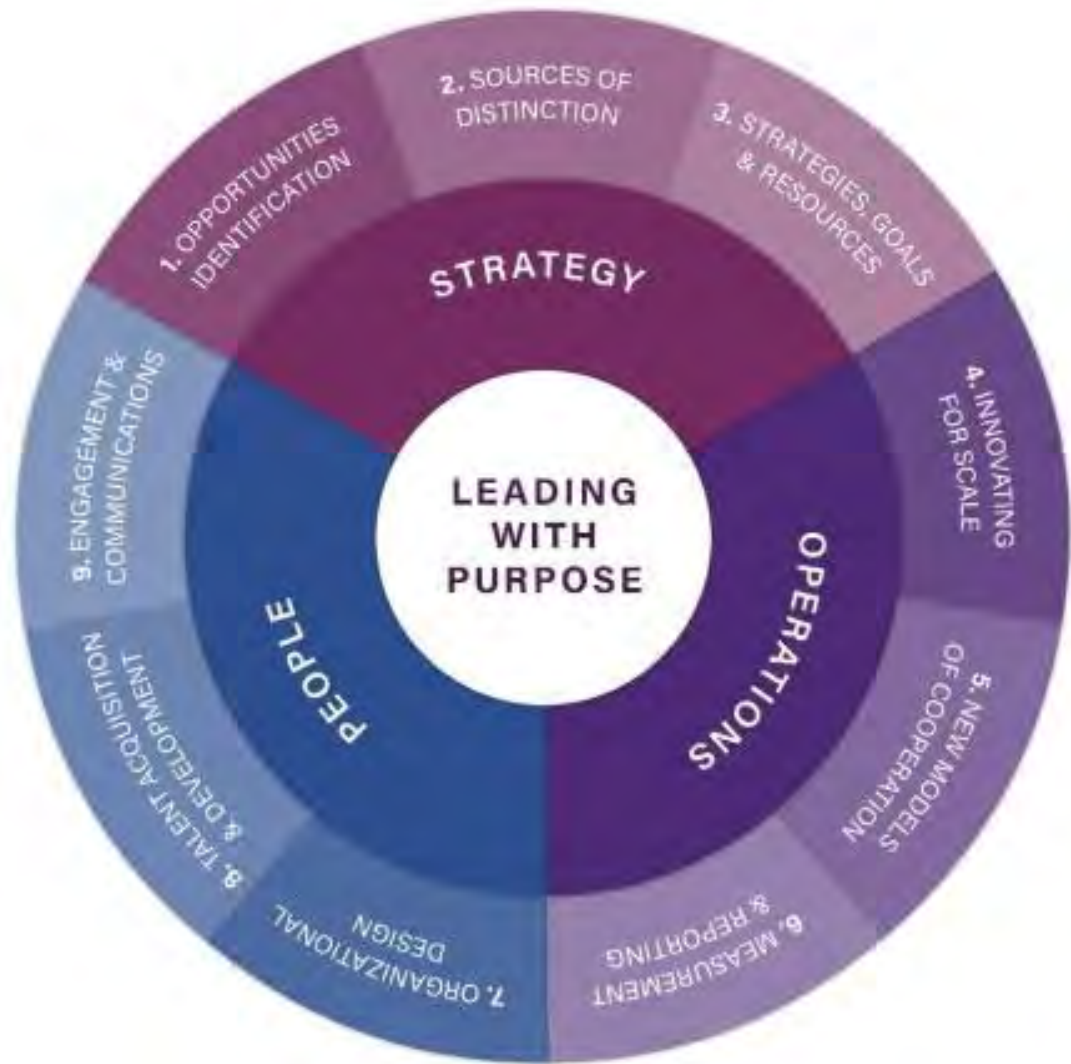 LEADING
WITH
PURPOSE
STRATEGY
1. OPPORTUNITIES
IDENTIFICATION
2. SOURCES OF
DISTINCTION
3. STRATEGIES, GOALS
& RESOURCES
OPERATIONS
4. INNOVATING
FOR SCALE
5. NEW MODELS
OF COOPERATION
6. MEASUREMENT
& REPORTING
PEOPLE
7. ORGANIZATIONAL
DESIGN
8. TALENT ACQUISITION
& DEVELOPMENT
9. ENGAGEMENT &
COMMUNICATIONS